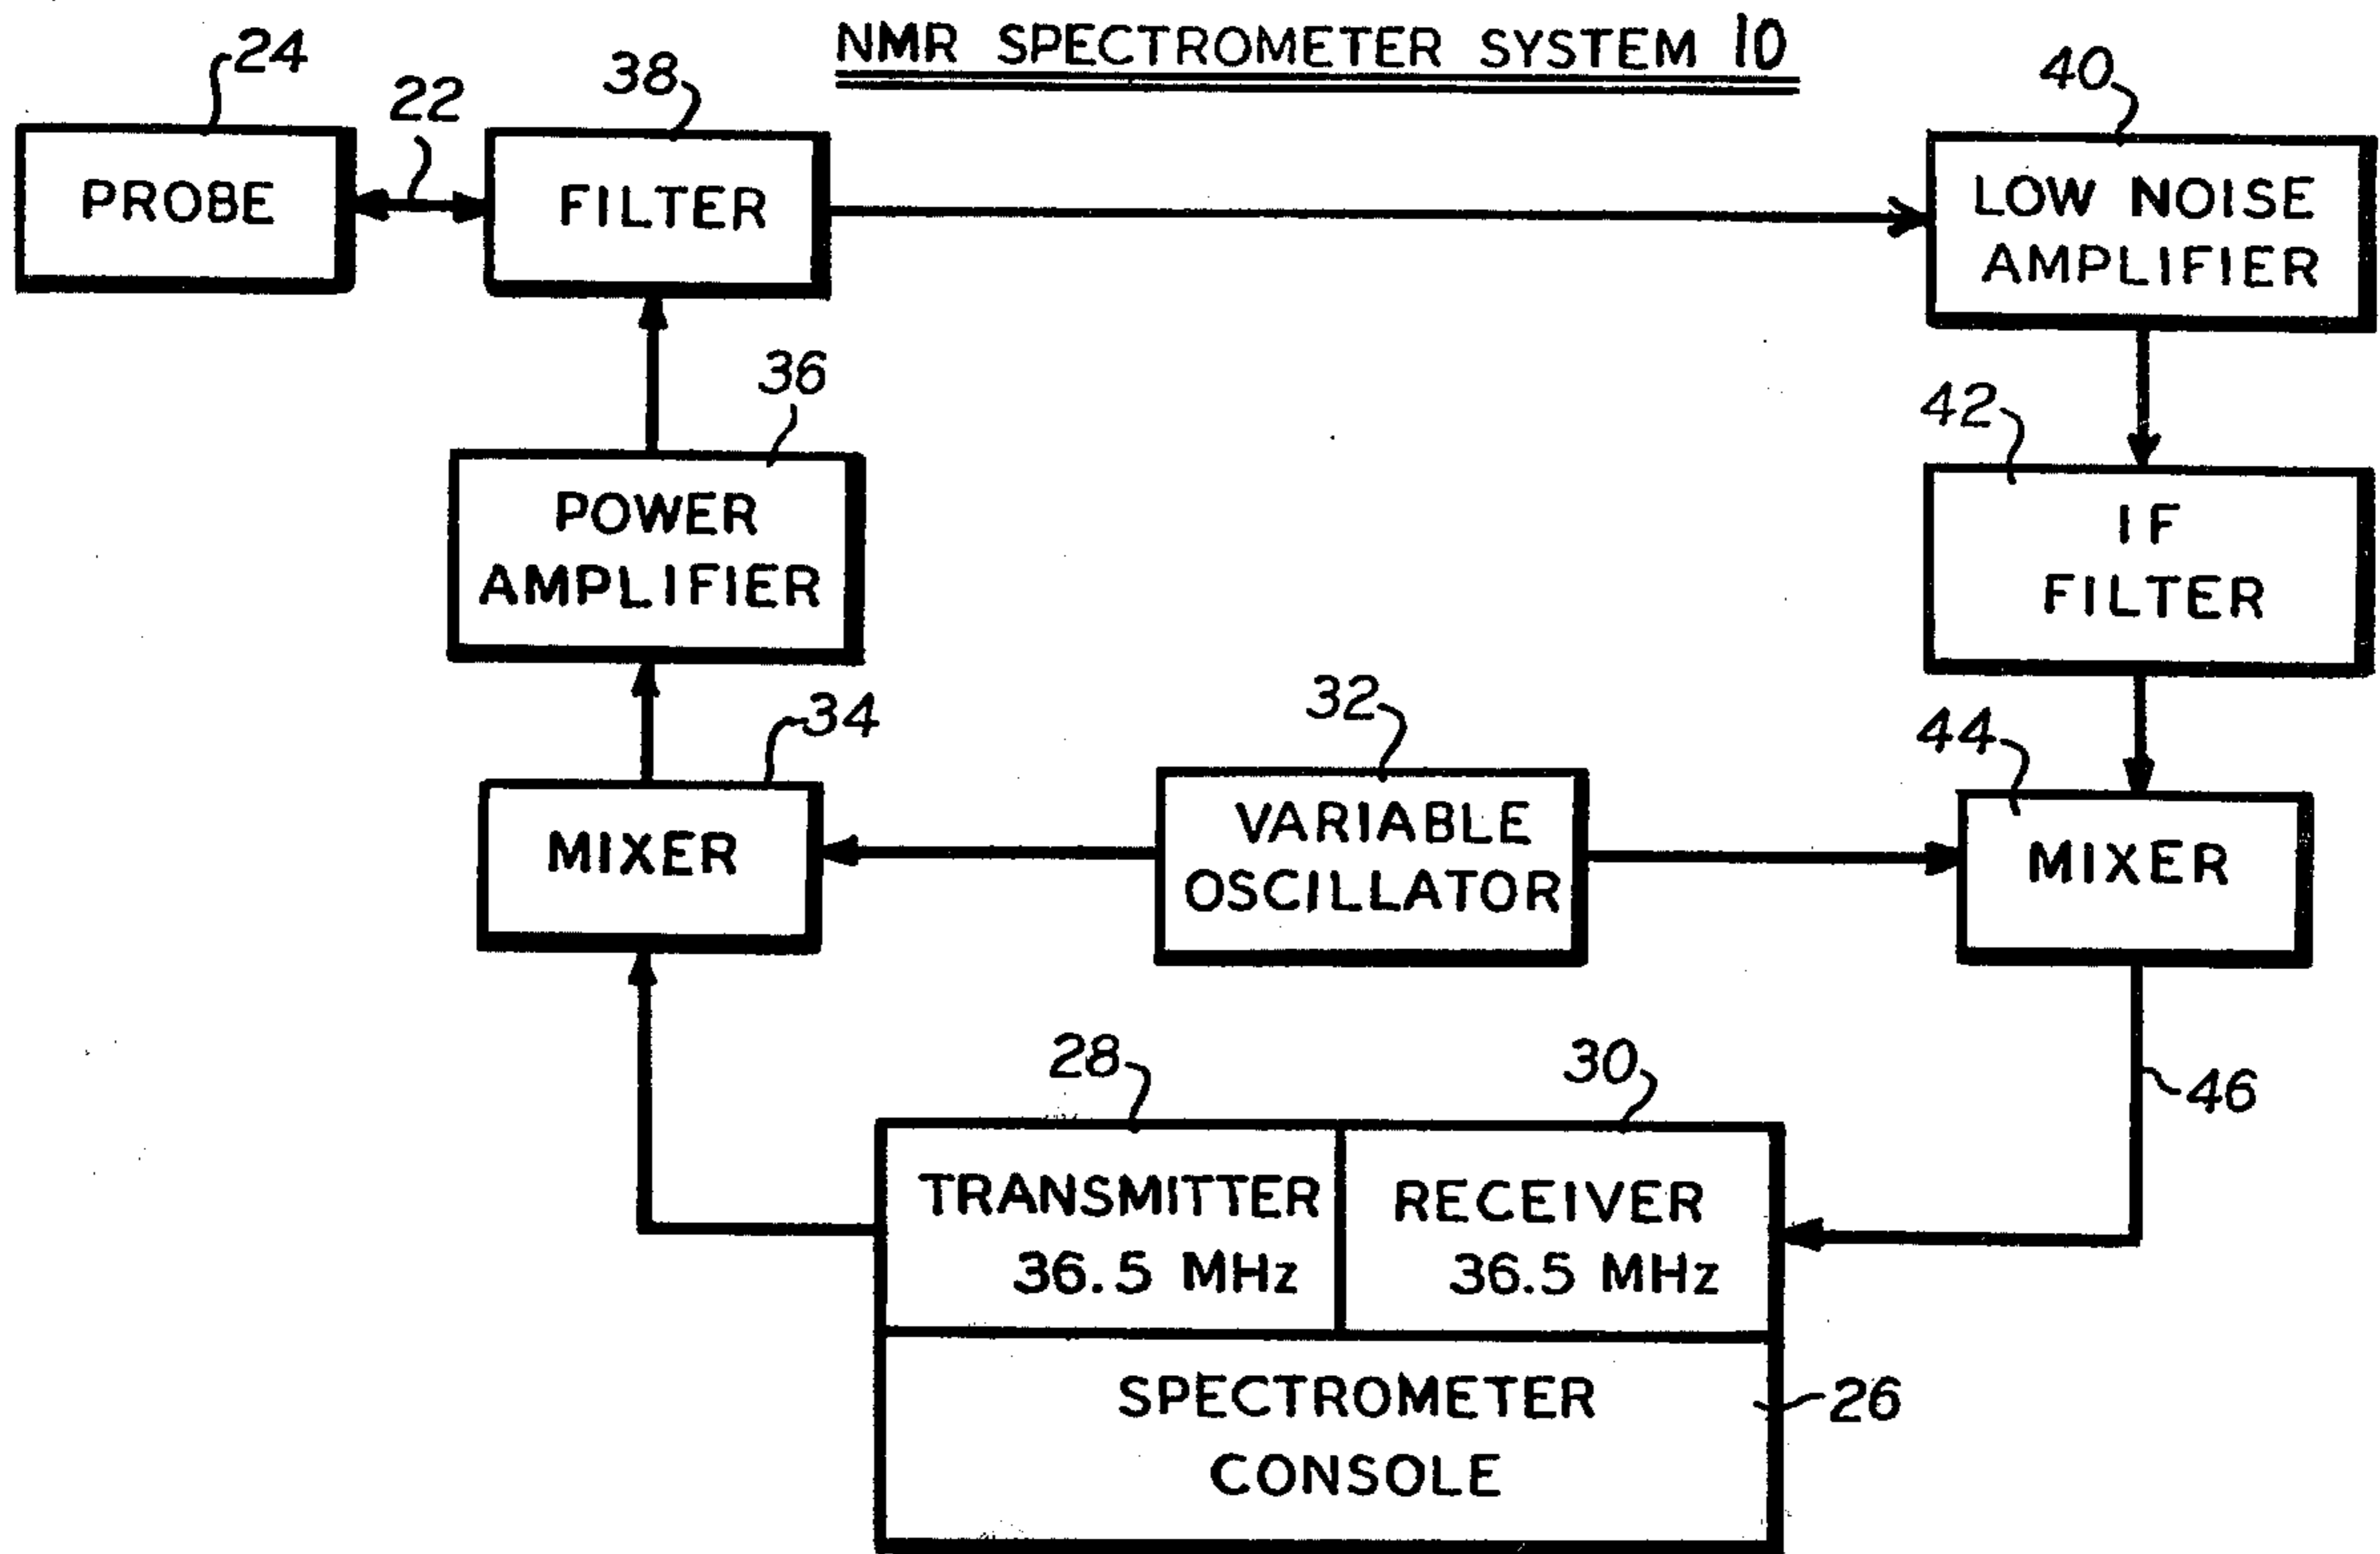 NMR SPECTROMETER SYSTEM 10
24
22
38
40
PROBE
FILTER
LOW NOISE
AMPLIFIER
36
42
POWER
AMPLIFIER
IF
FILTER
34
32
44
MIXER
VARIABLE
OSCILLATOR
MIXER
28
30
46
TRANSMITTER
36.5 MHz
RECEIVER
36.5 MHz
SPECTROMETER
CONSOLE
26